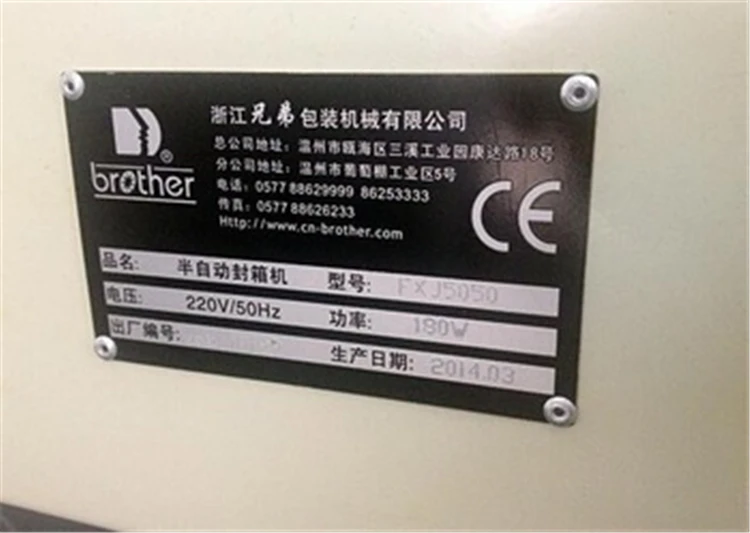 浙江兄弟包装机械有限公司
总公司地址：温州市瓯海区三溪工业园康达路18号
分公司地址：温州市葡萄棚工业区5号
电话：0577 88629999 86253333
传真：0577 88626233
Http://www.cn-brother.com
brother®
CE
品名: 半自动封箱机 型号: FXJ5050
电压: 220V/50Hz 功率: 180W
出厂编号: 生产日期: 2014.03